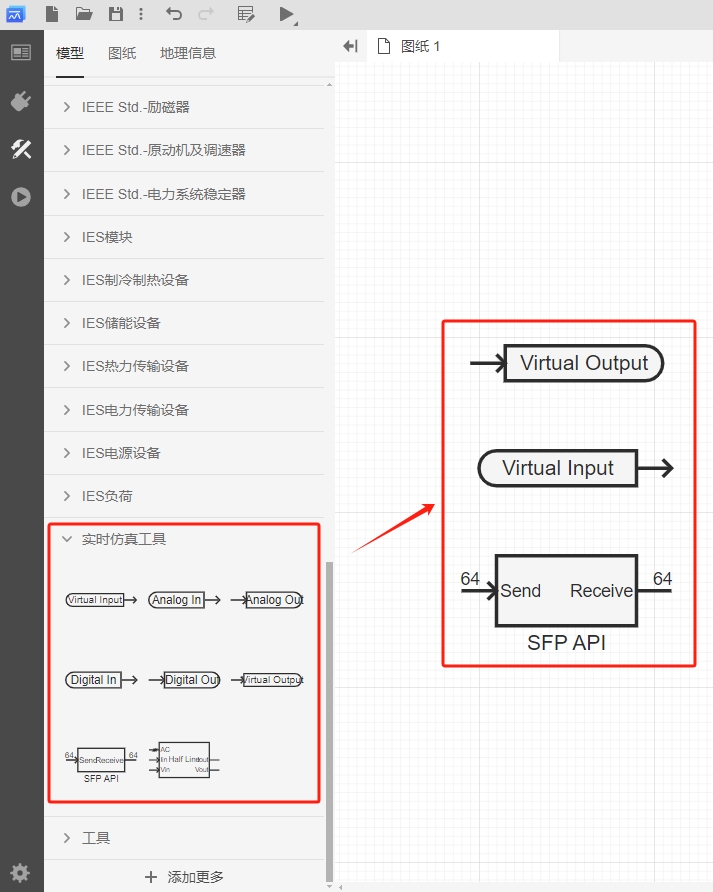 模型 图纸 地理信息 图纸 1
IEEE Std.-励磁器
IEEE Std.-原动机及调速器
IEEE Std.-电力系统稳定器
IES模块
IES制冷制热设备
IES储能设备
IES热力传输设备
IES电力传输设备
IES电源设备
IES负荷
实时仿真工具
Virtual Input Analog In Analog Out
Digital In Digital Out Virtual Output
64 Send Receive 64
SFP API
AC
Iin Half Line Iout
Vin Vout
工具
添加更多
Virtual Output
Virtual Input
64 Send Receive 64
SFP API